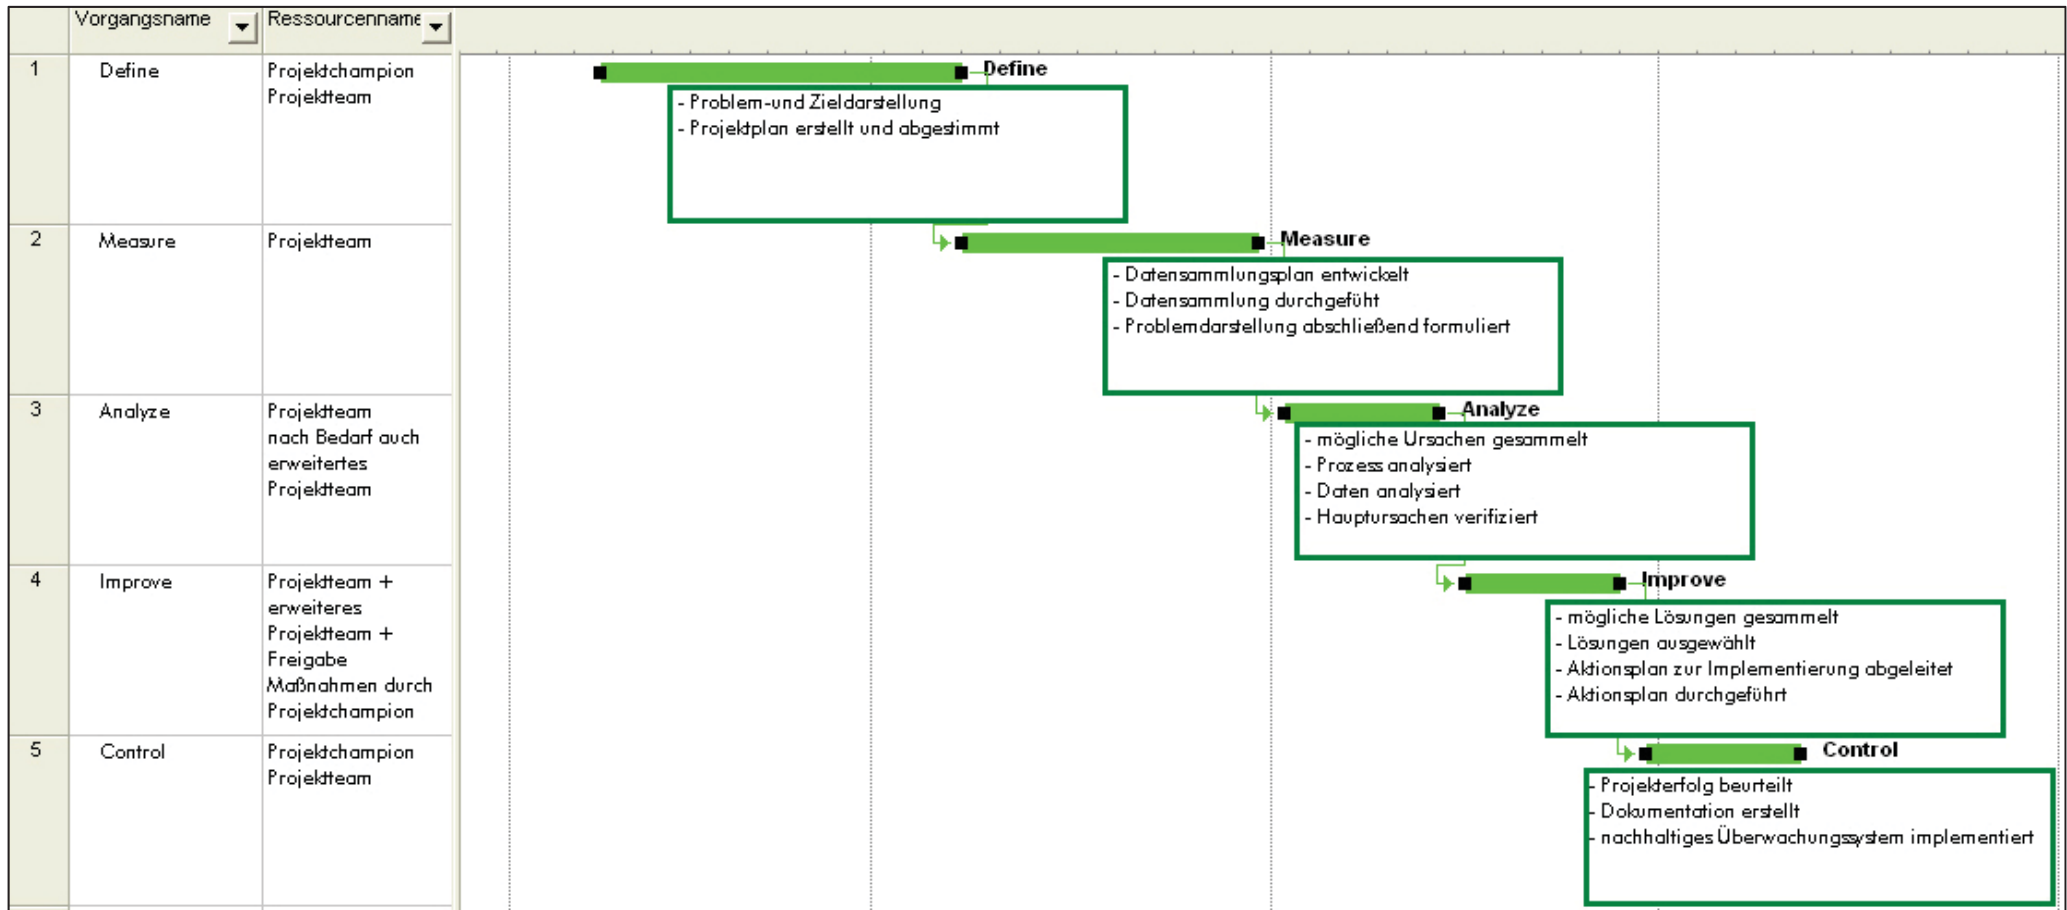 Vorgangsname
Ressourcenname
1
Define
Projektchampion
Projektteam
Define
- Problem-und Zieldarstellung
- Projektplan erstellt und abgestimmt
2
Measure
Projektteam
Measure
- Datensammlungsplan entwickelt
- Datensammlung durchgefüht
- Problemdarstellung abschließend formuliert
3
Analyze
Projektteam
nach Bedarf auch
erweitertes
Projektteam
Analyze
- mögliche Ursachen gesammelt
- Prozess analysiert
- Daten analysiert
- Hauptursachen verifiziert
4
Improve
Projektteam +
erweiteres
Projektteam +
Freigabe
Maßnahmen durch
Projektchampion
Improve
- mögliche Lösungen gesammelt
- Lösungen ausgewählt
- Aktionsplan zur Implementierung abgeleitet
- Aktionsplan durchgeführt
5
Control
Projektchampion
Projektteam
Control
- Projekterfolg beurteilt
- Dokumentation erstellt
- nachhaltiges Überwachungssystem implementiert